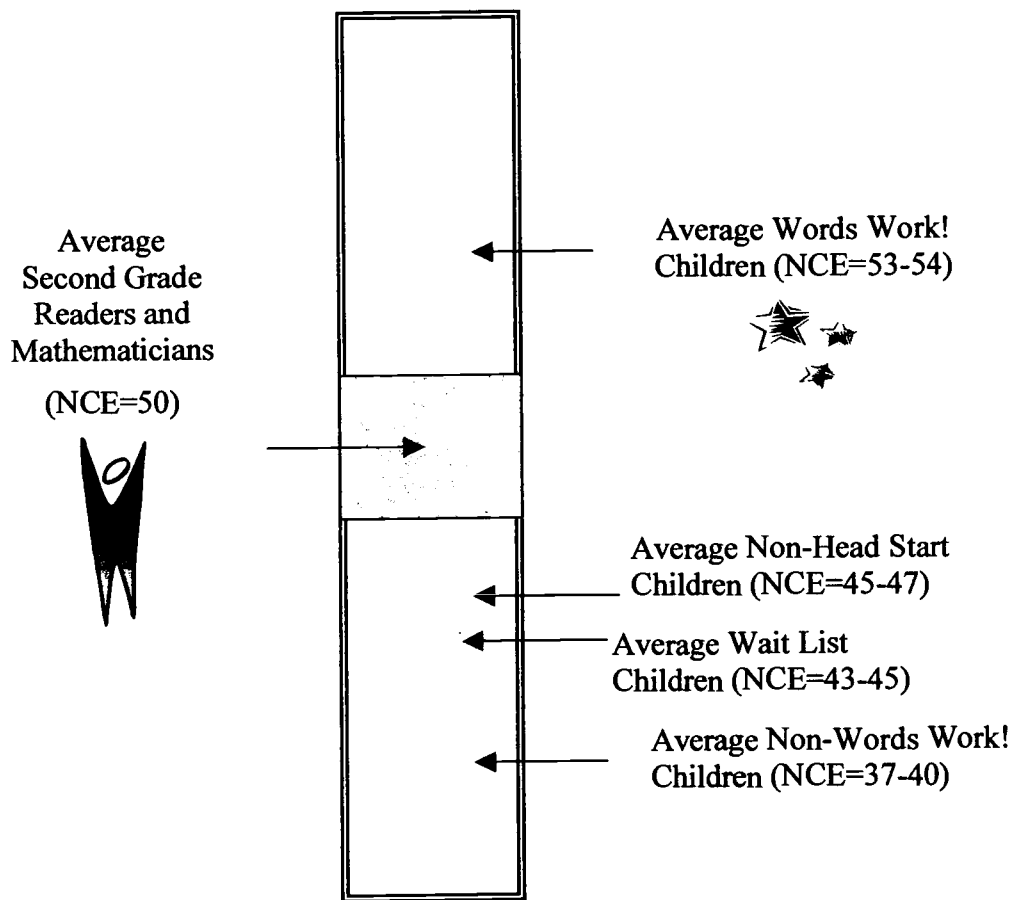 Average
Second Grade
Readers and
Mathematicians
(NCE=50)
Average Words Work!
Children (NCE=53-54)
Average Non-Head Start
Children (NCE=45-47)
Average Wait List
Children (NCE=43-45)
Average Non-Words Work!
Children (NCE=37-40)